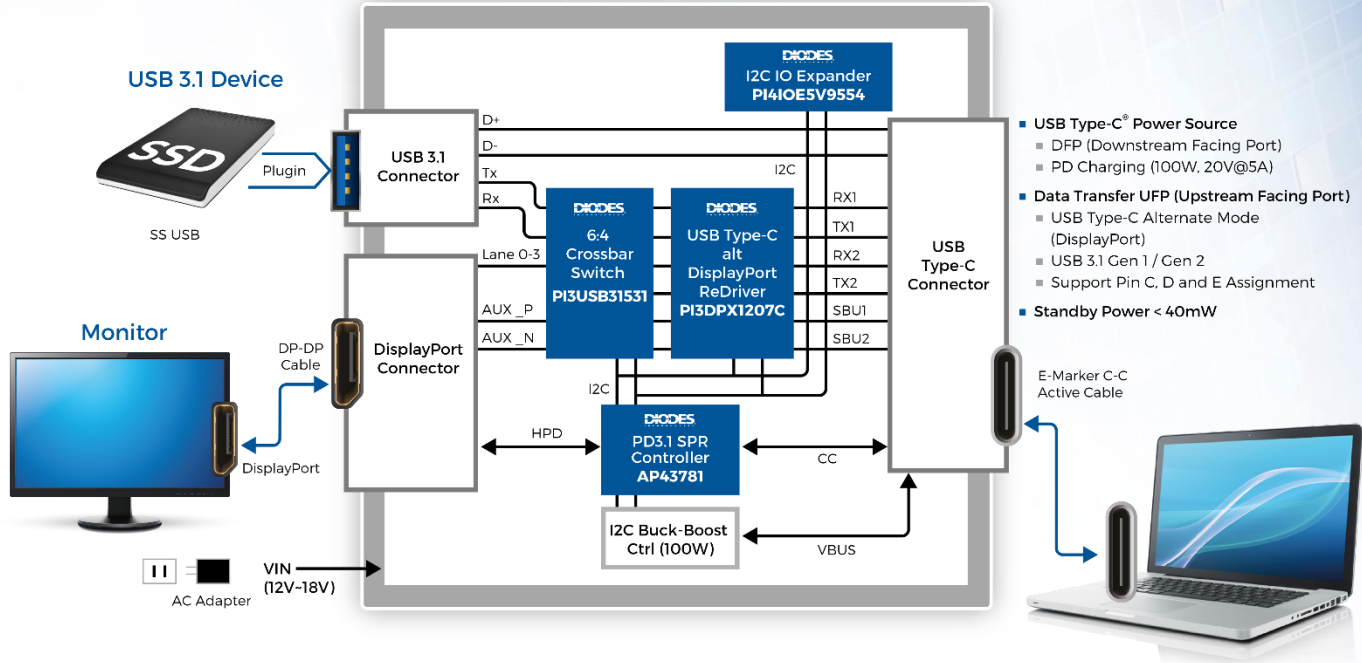 USB 3.1 Device
SSD
SS USB
Plugin
USB 3.1
Connector
D+
D-
Tx
Rx
Lane 0-3
AUX _P
AUX _N
Monitor
DP-DP
Cable
DisplayPort
DisplayPort
Connector
DIODES
I2C IO Expander
PI4IOE5V9554
I2C
DIODES
6:4
Crossbar
Switch
PI3USB31531
DIODES
USB Type-C
alt
DisplayPort
ReDriver
PI3DPX1207C
RX1
TX1
RX2
TX2
SBU1
SBU2
USB
Type-C
Connector
I2C
HPD
DIODES
PD3.1 SPR
Controller
AP43781
CC
I2C Buck-Boost
Ctrl (100W)
VBUS
AC Adapter
VIN
(12V~18V)
USB Type-C® Power Source
DFP (Downstream Facing Port)
PD Charging (100W, 20V@5A)
Data Transfer UFP (Upstream Facing Port)
USB Type-C Alternate Mode
(DisplayPort)
USB 3.1 Gen 1 / Gen 2
Support Pin C, D and E Assignment
Standby Power < 40mW
E-Marker C-C
Active Cable